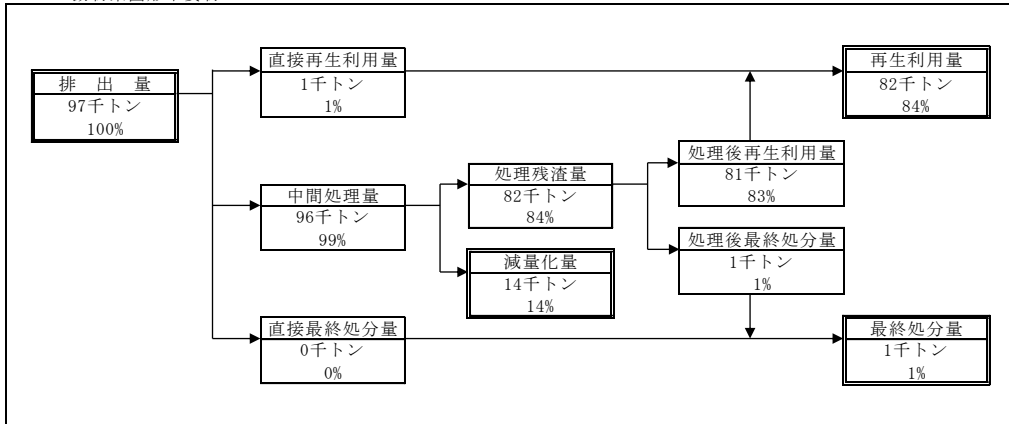 排 出 量
97千トン
100%
直接再生利用量
1千トン
1%
中間処理量
96千トン
99%
直接最終処分量
0千トン
0%
処理残渣量
82千トン
84%
減量化量
14千トン
14%
処理後再生利用量
81千トン
83%
処理後最終処分量
1千トン
1%
再生利用量
82千トン
84%
最終処分量
1千トン
1%